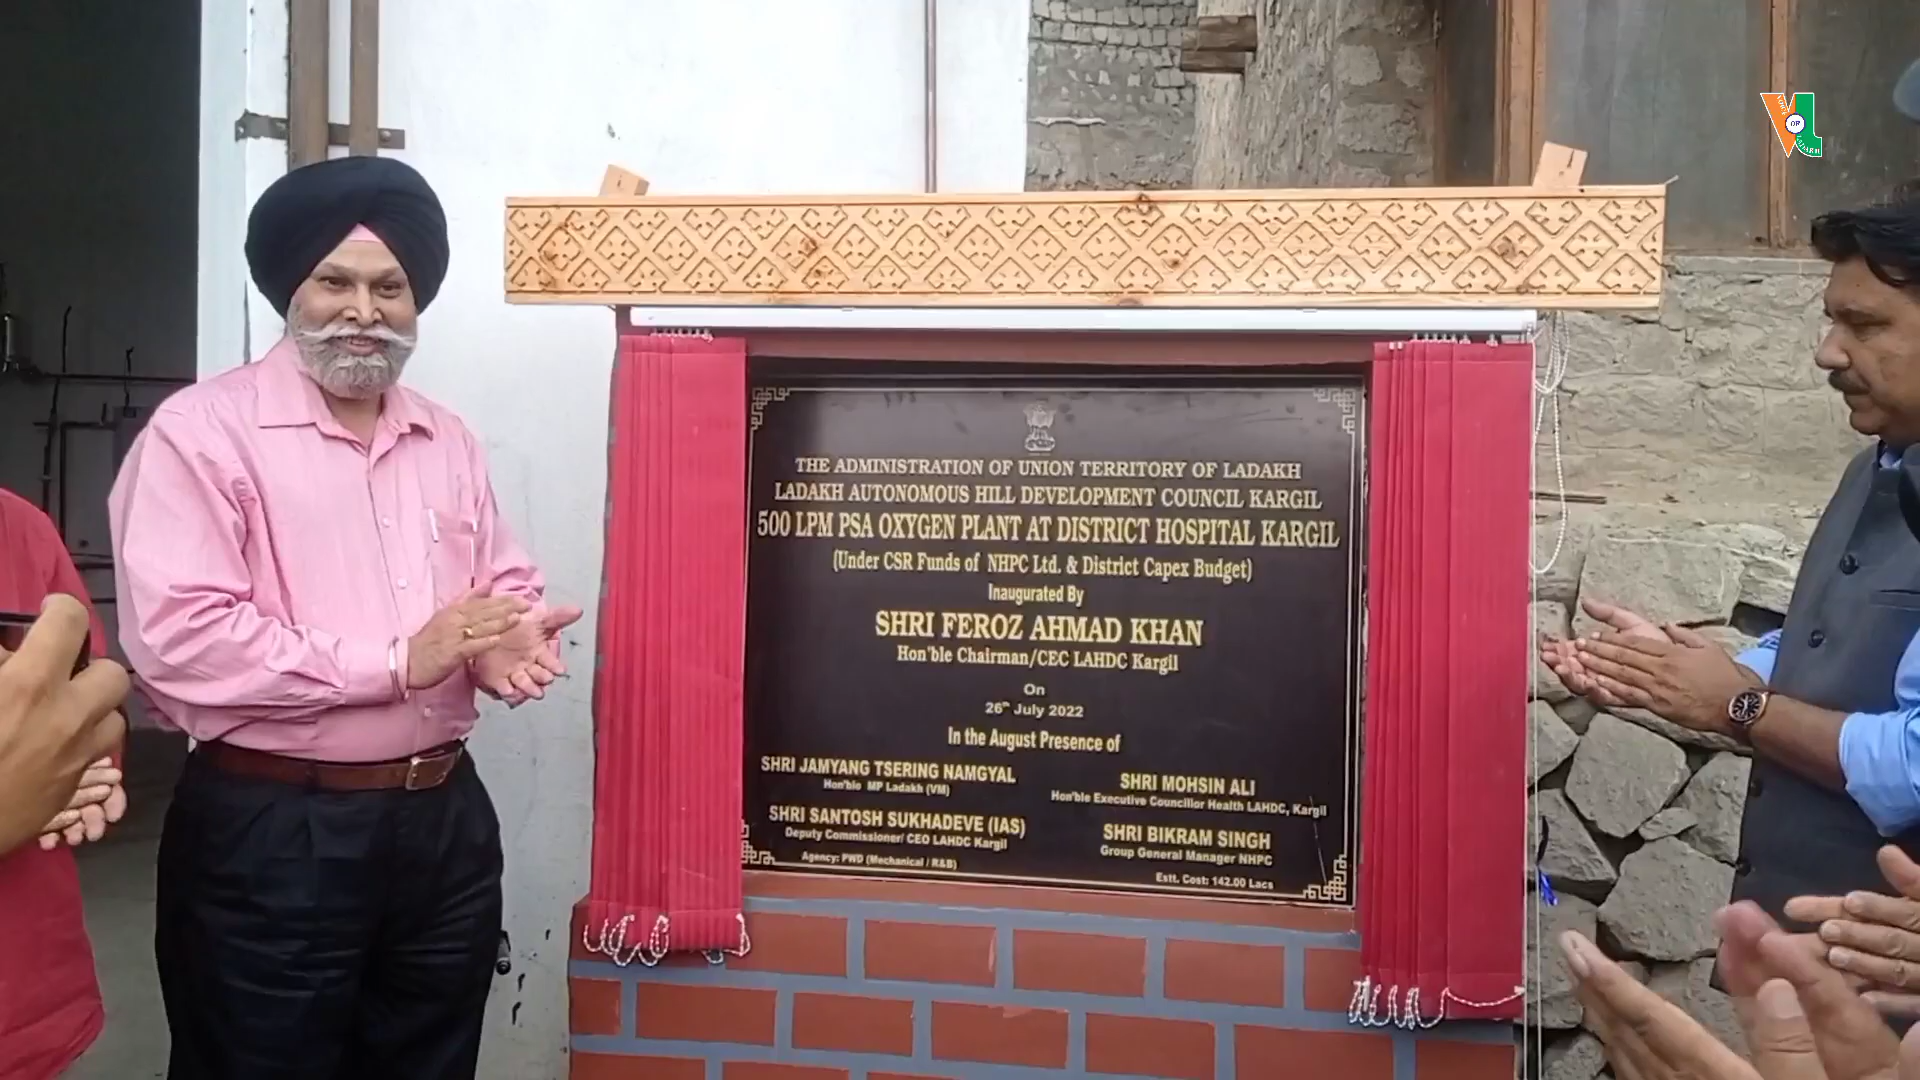 V L
OF
THE ADMINISTRATION OF UNION TERRITORY OF LADAKH
LADAKH AUTONOMOUS HILL DEVELOPMENT COUNCIL KARGIL
500 LPM PSA OXYGEN PLANT AT DISTRICT HOSPITAL KARGIL
(Under CSR Funds of NHPC Ltd. & District Capex Budget)
Inaugurated By
SHRI FEROZ AHMAD KHAN
Hon'ble Chairman/CEC LAHDC Kargil
On
26th July 2022
In the August Presence of
SHRI JAMYANG TSERING NAMGYAL
Hon'ble MP Ladakh (VM)
SHRI MOHSIN ALI
Hon'ble Executive Councillor Health LAHDC, Kargil
SHRI SANTOSH SUKHADEVE (IAS)
Deputy Commissioner/ CEO LAHDC Kargil
SHRI BIKRAM SINGH
Group General Manager NHPC
Agency: PWD (Mechanical / R&B)
Estt. Cost: 142.00 Lacs